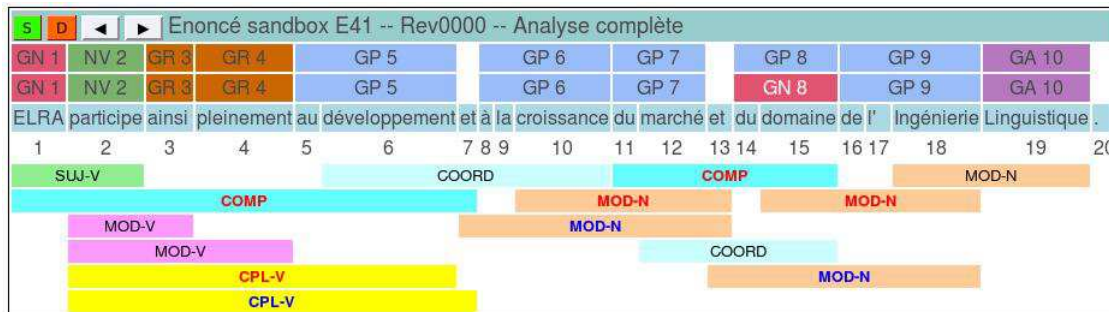 S D ◄ ► Enoncé sandbox E41 -- Rev0000 -- Analyse complète
GN 1 NV 2 GR 3 GR 4 GP 5 GP 6 GP 7 GP 8 GP 9 GA 10
GN 1 NV 2 GR 3 GR 4 GP 5 GP 6 GP 7 GN 8 GP 9 GA 10
ELRA participe ainsi pleinement au développement et à la croissance du marché et du domaine de l' Ingénierie Linguistique .
1 2 3 4 5 6 7 8 9 10 11 12 13 14 15 16 17 18 19 20
SUJ-V COORD COMP MOD-N
COMP MOD-N MOD-N
MOD-V MOD-N
MOD-V COORD
CPL-V MOD-N
CPL-V